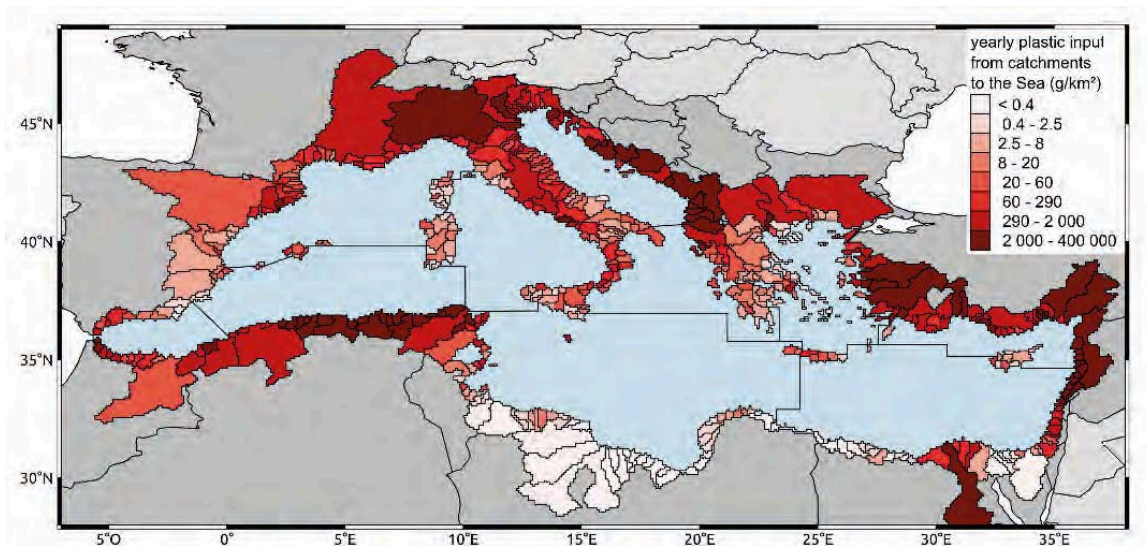 yearly plastic input
from catchments
to the Sea (g/km²)
< 0.4
0.4 - 2.5
2.5 - 8
8 - 20
20 - 60
60 - 290
290 - 2 000
2 000 - 400 000
45°N
40°N
35°N
30°N
5°O 0° 5°E 10°E 15°E 20°E 25°E 30°E 35°E